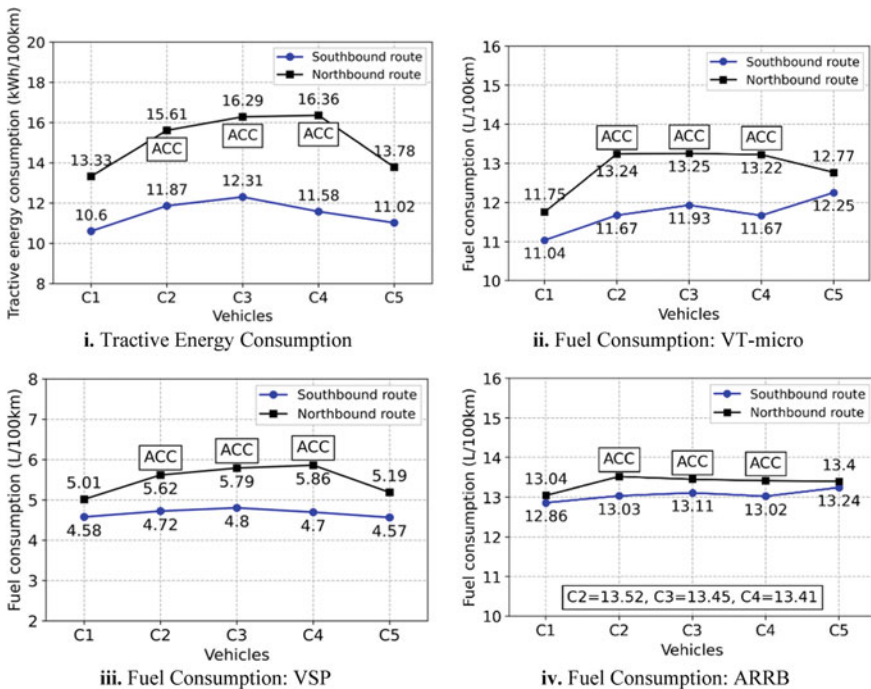 20
18
16
14
12
10
8
Tractive energy consumption (kWh/100km)
Southbound route
Northbound route
13.33
15.61
16.29
16.36
13.78
ACC
ACC
ACC
10.6
11.87
12.31
11.58
11.02
C1 C2 C3 C4 C5
Vehicles
i. Tractive Energy Consumption
16
15
14
13
12
11
10
Fuel consumption (L/100km)
Southbound route
Northbound route
ACC
ACC
ACC
11.75
13.24
13.25
13.22
12.77
11.04
11.67
11.93
11.67
12.25
C1 C2 C3 C4 C5
Vehicles
ii. Fuel Consumption: VT-micro
8
7
6
5
4
3
2
Fuel consumption (L/100km)
Southbound route
Northbound route
ACC
ACC
ACC
5.01
5.62
5.79
5.86
5.19
4.58
4.72
4.8
4.7
4.57
C1 C2 C3 C4 C5
Vehicles
iii. Fuel Consumption: VSP
16
15
14
13
12
11
10
Fuel consumption (L/100km)
Southbound route
Northbound route
ACC
ACC
ACC
13.04
13.4
12.86
13.03
13.11
13.02
13.24
C2=13.52, C3=13.45, C4=13.41
C1 C2 C3 C4 C5
Vehicles
iv. Fuel Consumption: ARRB